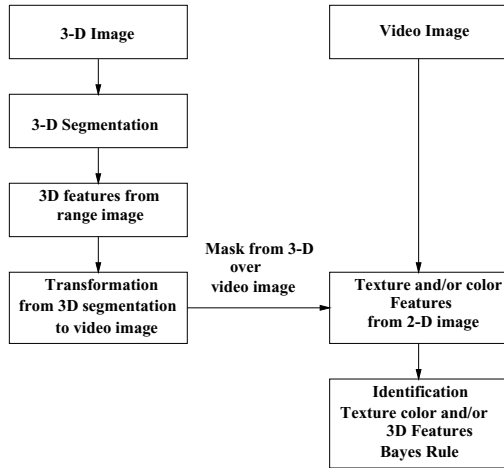 3-D Image
Video Image
3-D Segmentation
3D features from
range image
Mask from 3-D
over
video image
Transformation
from 3D segmentation
to video image
Texture and/or color
Features
from 2-D image
Identification
Texture color and/or
3D Features
Bayes Rule